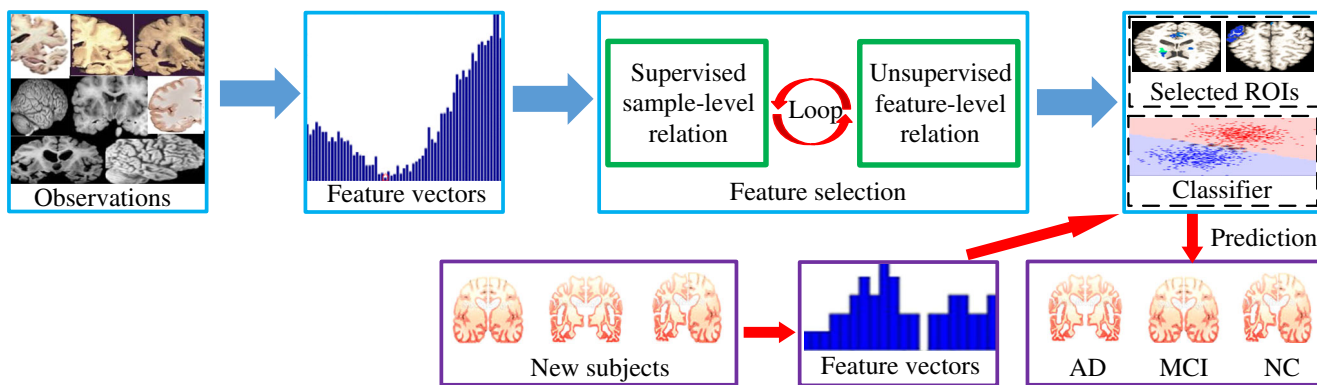 Observations
Feature vectors
Supervised
sample-level
relation
Loop
Unsupervised
feature-level
relation
Feature selection
Selected ROIs
Classifier
Prediction
New subjects
Feature vectors
AD
MCI
NC